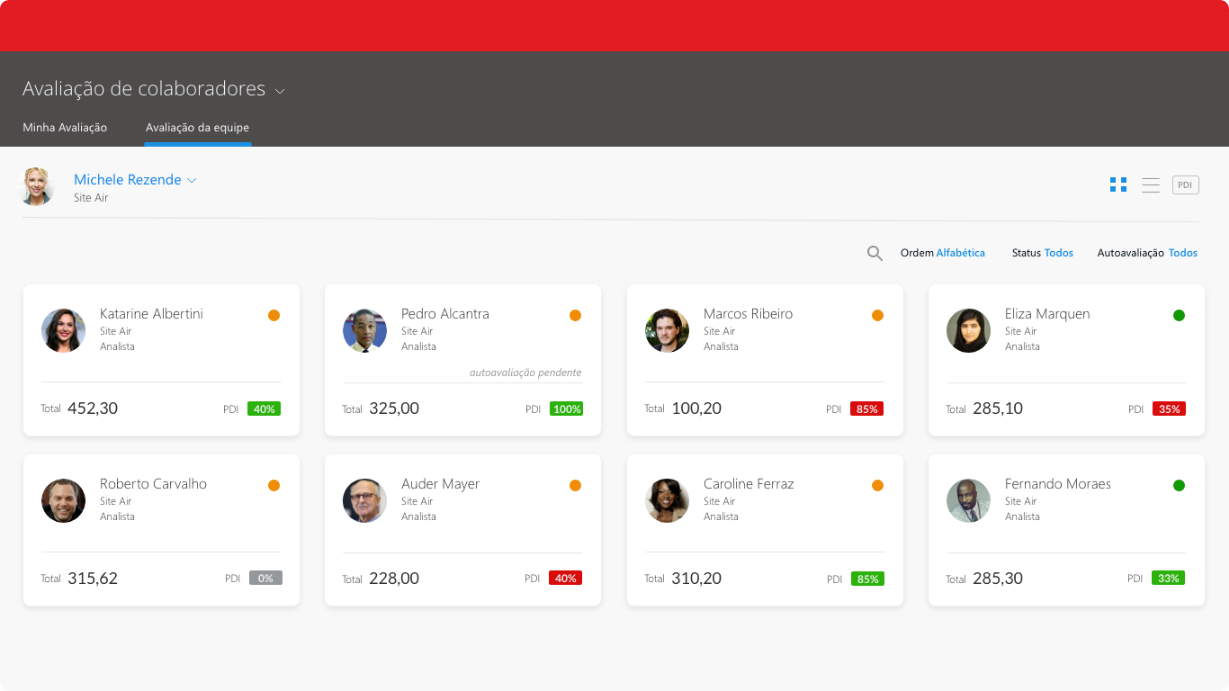 Avaliação de colaboradores
Minha Avaliação
Avaliação da equipe
Michele Rezende
Site Air
PDI
Ordem Alfabética
Status Todos
Autoavaliação Todos
Katarine Albertini
Site Air
Analista
Total 452,30
PDI 40%
Pedro Alcantra
Site Air
Analista
autoavaliação pendente
Total 325,00
PDI 100%
Marcos Ribeiro
Site Air
Analista
Total 100,20
PDI 85%
Eliza Marquen
Site Air
Analista
Total 285,10
PDI 35%
Roberto Carvalho
Site Air
Analista
Total 315,62
PDI 0%
Auder Mayer
Site Air
Analista
Total 228,00
PDI 40%
Caroline Ferraz
Site Air
Analista
Total 310,20
PDI 85%
Fernando Moraes
Site Air
Analista
Total 285,30
PDI 33%